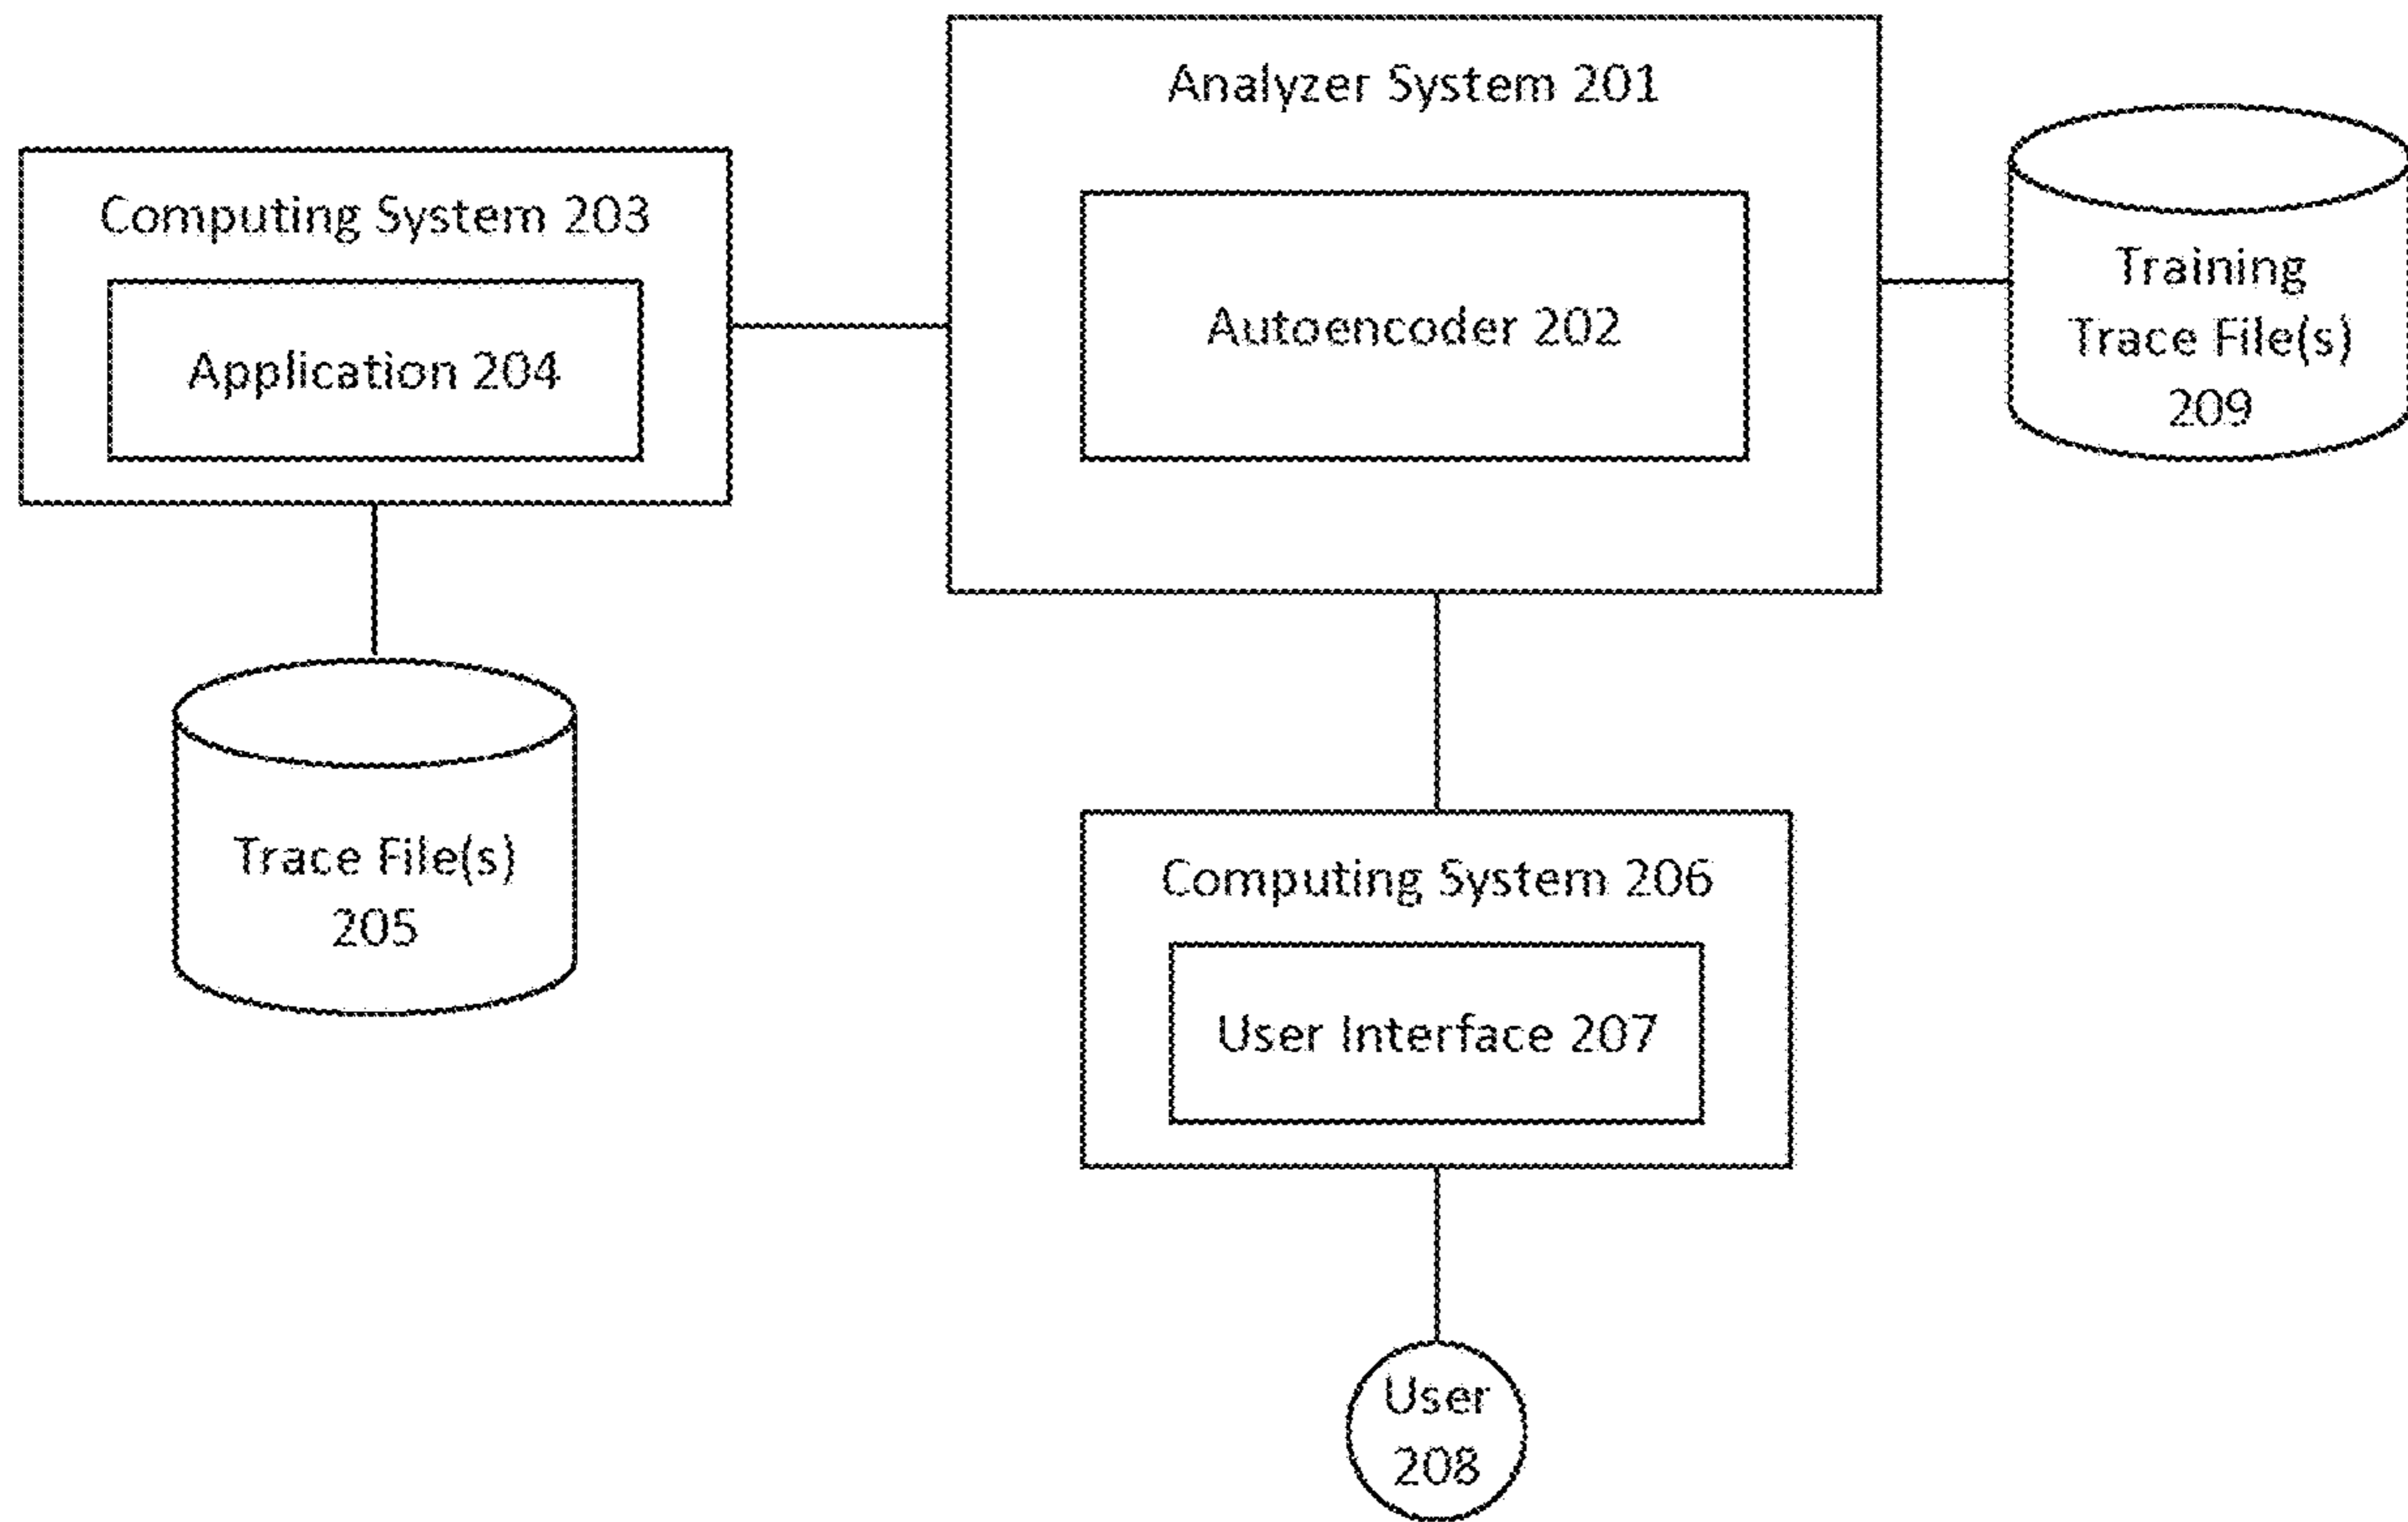 Analyzer System 201
Computing System 203
Autoencoder 202
Application 204
Training
Trace File(s)
209
Trace File(s)
205
Computing System 206
User Interface 207
User
208